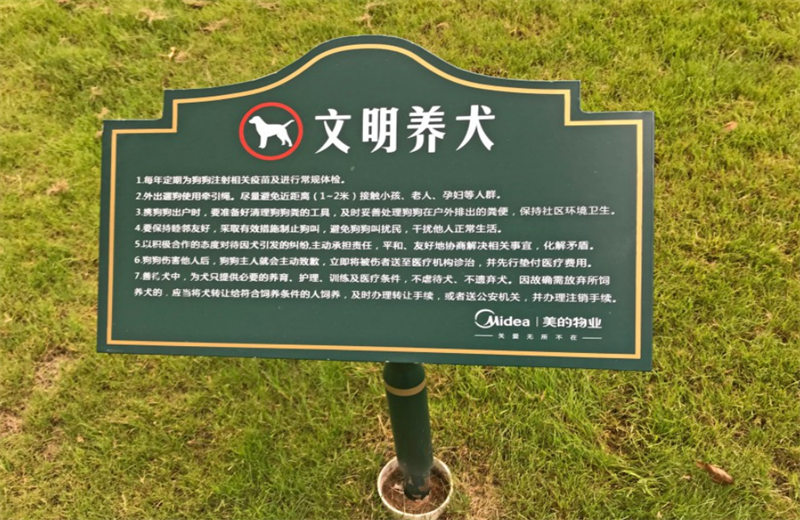 文明养犬
1.每年定期为狗狗注射相关疫苗及进行常规体检。
2.外出遛狗使用牵引绳。尽量避免近距离（1~2米）接触小孩、老人、孕妇等人群。
3.携狗狗出户时，要准备好清理狗狗粪的工具，及时妥善处理狗狗在户外排出的粪便，保持社区环境卫生。
4.要保持睦邻友好，采取有效措施制止狗叫，避免狗狗叫扰民，干扰他人正常生活。
5.以积极合作的态度对待因犬引发的纠纷,主动承担责任，平和、友好地协商解决相关事宜，化解矛盾。
6.狗狗伤害他人后，狗狗主人就会主动致歉，立即将被伤者送至医疗机构诊治，并先行垫付医疗费用。
7.善待犬中，为犬只提供必要的养育、护理、训练及医疗条件，不虐待犬、不遗弃犬。因故确需放弃所饲
养犬的，应当将犬转让给符合饲养条件的人饲养，及时办理转让手续，或者送公安机关，并办理注销手续。
Midea | 美的物业
无所不在